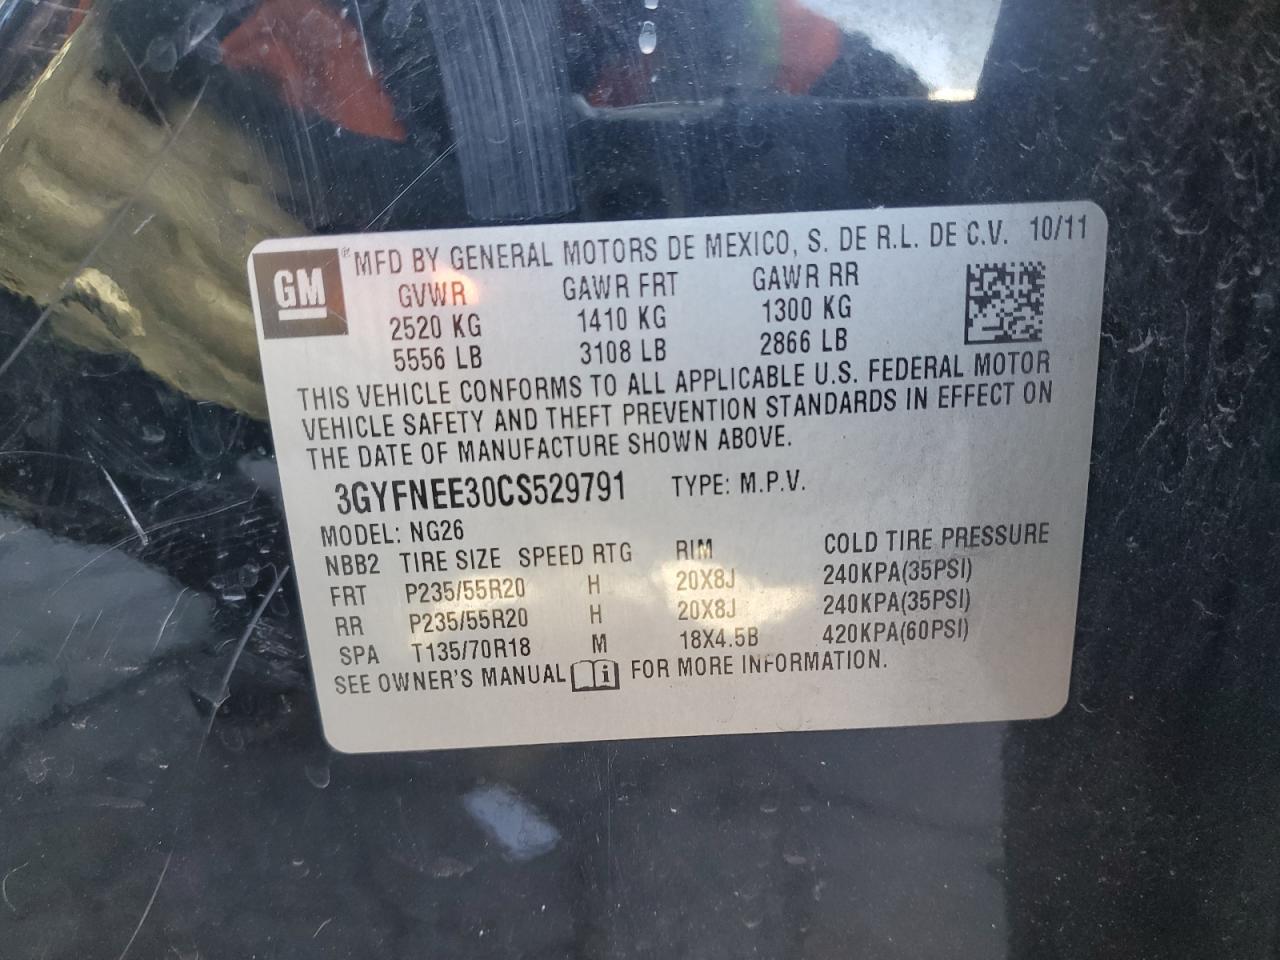 GM ® MFD BY GENERAL MOTORS DE MEXICO, S. DE R.L. DE C.V. 10/11
GVWR GAWR FRT GAWR RR
2520 KG 1410 KG 1300 KG
5556 LB 3108 LB 2866 LB
THIS VEHICLE CONFORMS TO ALL APPLICABLE U.S. FEDERAL MOTOR
VEHICLE SAFETY AND THEFT PREVENTION STANDARDS IN EFFECT ON
THE DATE OF MANUFACTURE SHOWN ABOVE.
3GYFNEE30CS529791 TYPE: M.P.V.
MODEL: NG26
NBB2 TIRE SIZE SPEED RTG RIM COLD TIRE PRESSURE
FRT P235/55R20 H 20X8J 240KPA(35PSI)
RR P235/55R20 H 20X8J 240KPA(35PSI)
SPA T135/70R18 M 18X4.5B 420KPA(60PSI)
SEE OWNER'S MANUAL i FOR MORE INFORMATION.